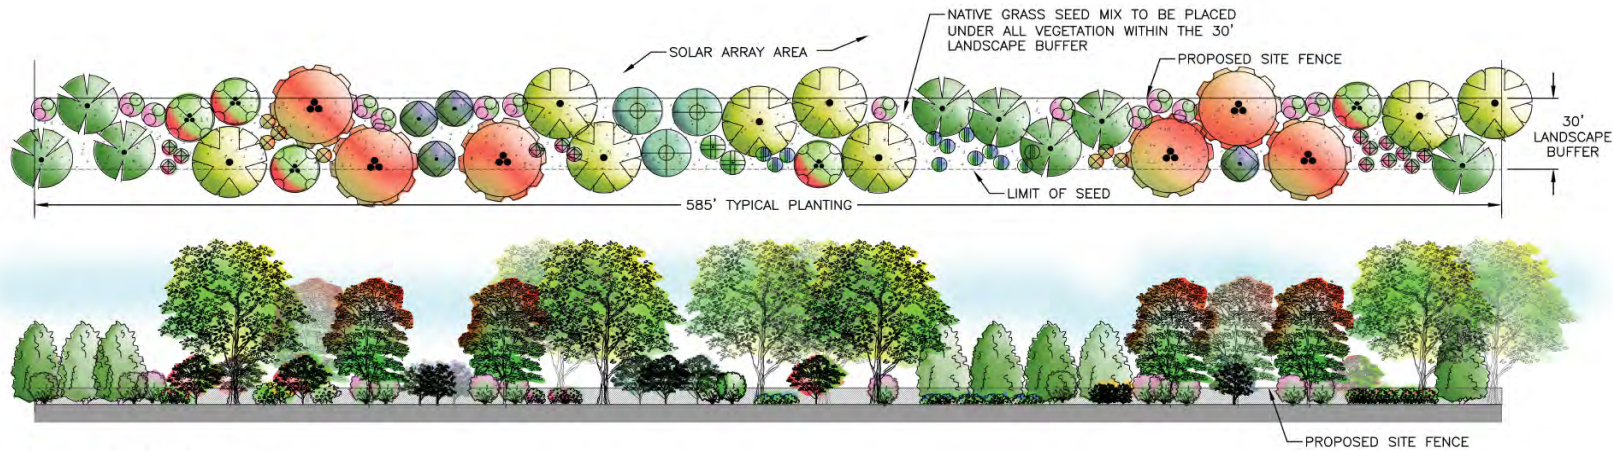 NATIVE GRASS SEED MIX TO BE PLACED
UNDER ALL VEGETATION WITHIN THE 30'
LANDSCAPE BUFFER
SOLAR ARRAY AREA
PROPOSED SITE FENCE
30'
LANDSCAPE
BUFFER
LIMIT OF SEED
585' TYPICAL PLANTING
PROPOSED SITE FENCE